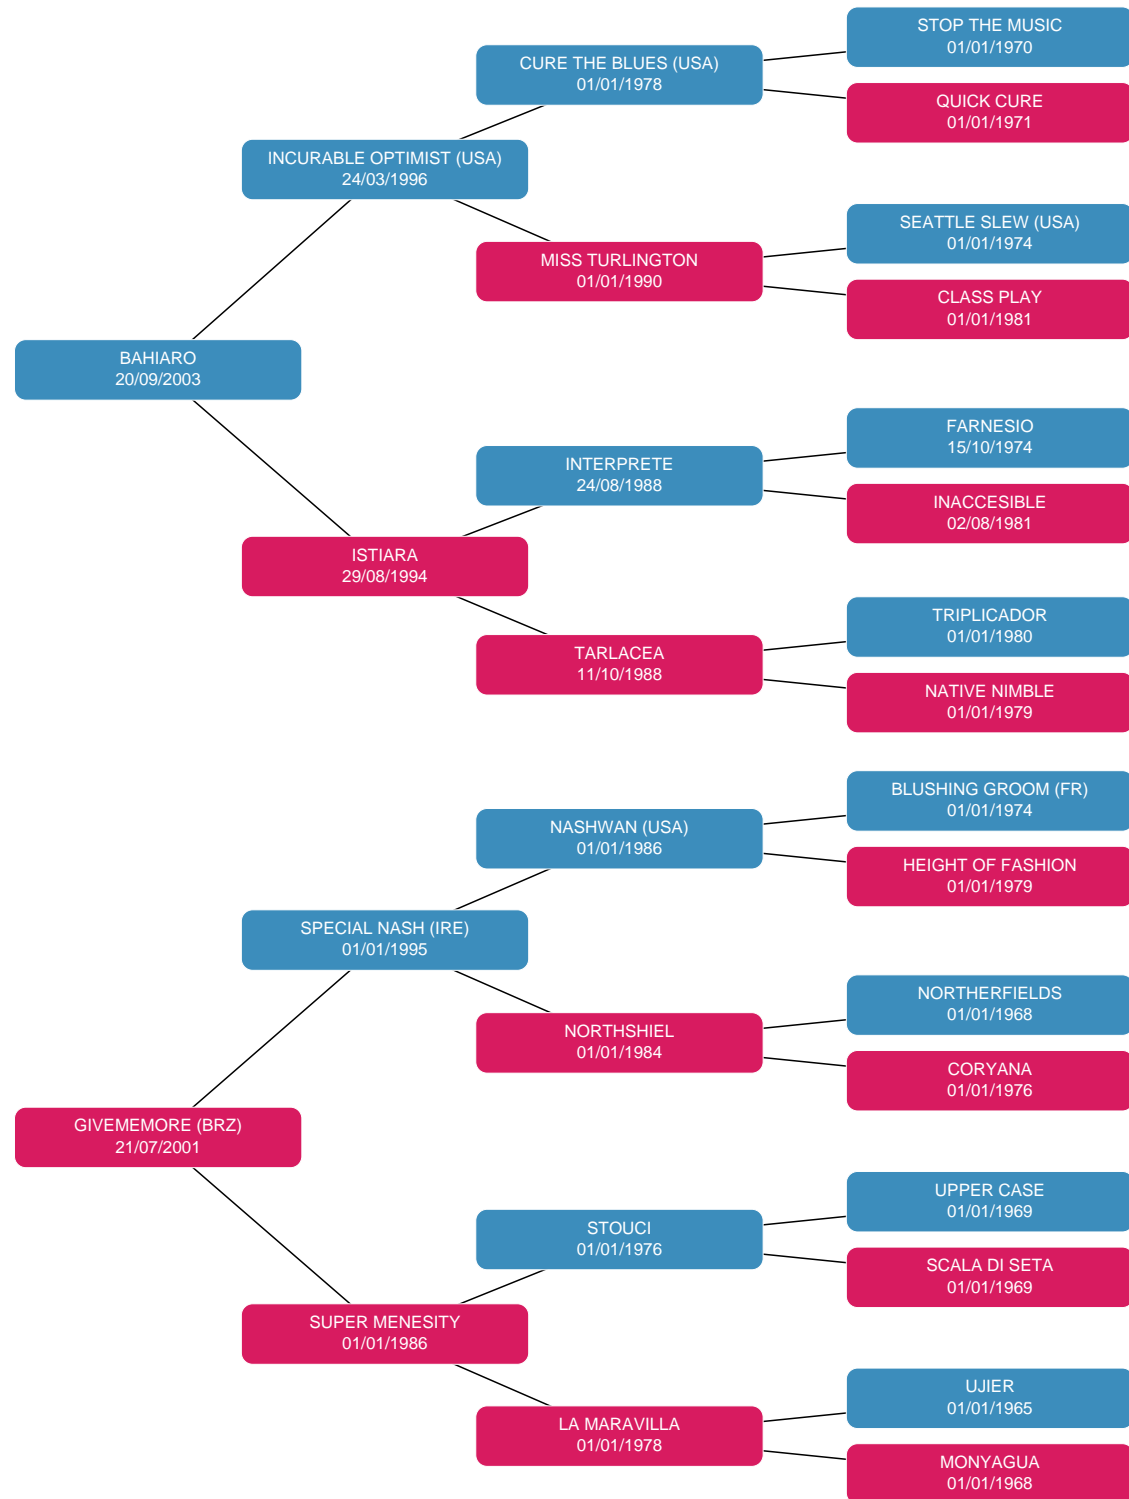 STOP THE MUSIC
01/01/1970
CURE THE BLUES (USA)
01/01/1978
QUICK CURE
01/01/1971
INCURABLE OPTIMIST (USA)
24/03/1996
SEATTLE SLEW (USA)
01/01/1974
MISS TURLINGTON
01/01/1990
CLASS PLAY
01/01/1981
BAHIARO
20/09/2003
FARNESIO
15/10/1974
INTERPRETE
24/08/1988
INACCESIBLE
02/08/1981
ISTIARA
29/08/1994
TRIPLICADOR
01/01/1980
TARLACEA
11/10/1988
NATIVE NIMBLE
01/01/1979
BLUSHING GROOM (FR)
01/01/1974
NASHWAN (USA)
01/01/1986
HEIGHT OF FASHION
01/01/1979
SPECIAL NASH (IRE)
01/01/1995
NORTHERFIELDS
01/01/1968
NORTHSHIEL
01/01/1984
CORYANA
01/01/1976
GIVEMEMORE (BRZ)
21/07/2001
UPPER CASE
01/01/1969
STOUCI
01/01/1976
SCALA DI SETA
01/01/1969
SUPER MENESITY
01/01/1986
UJIER
01/01/1965
LA MARAVILLA
01/01/1978
MONYAGUA
01/01/1968